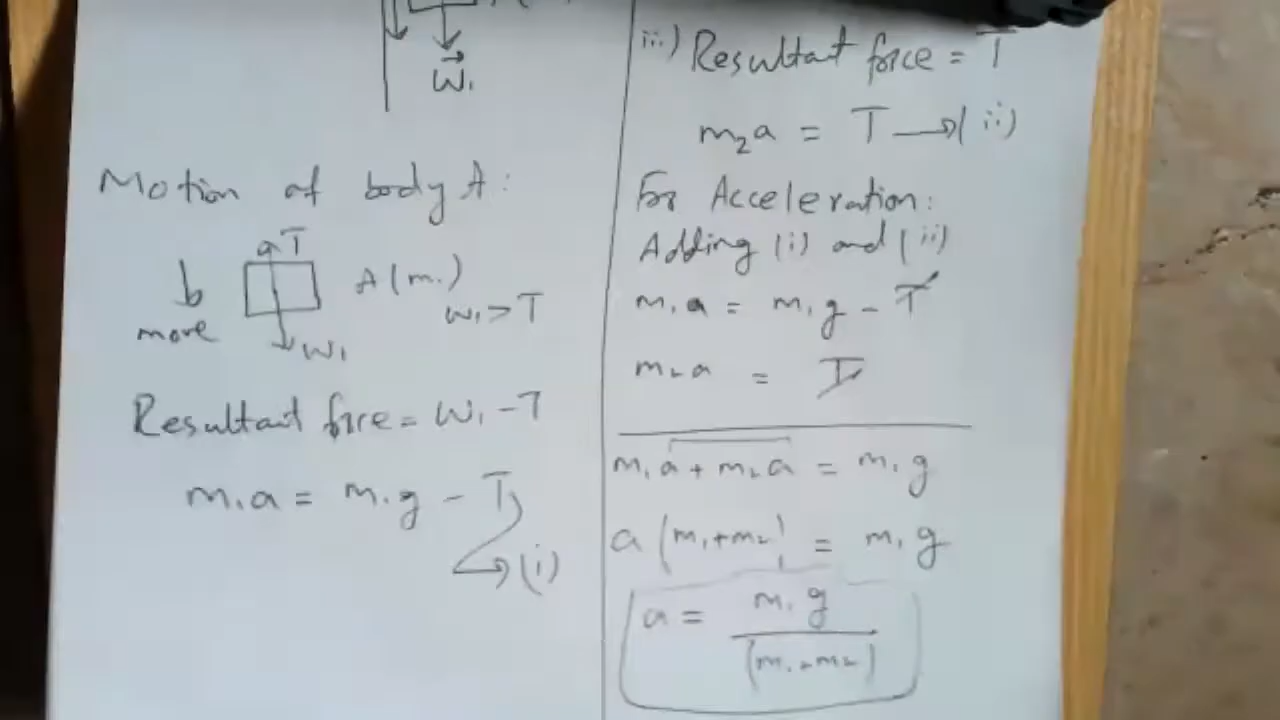 W₁
Motion of body A:
T
a
A(m₁)
W₁ > T
move
W₁
Resultant force = W₁ - T
m₁a = m₁g - T
→(i)
iii) Resultant force = T
m₂a = T →(ii)
For Acceleration:
Adding (i) and (ii)
m₁a = m₁g - T
m₂a = T
m₁a + m₂a = m₁g
a(m₁+m₂) = m₁g
a = m₁g
(m₁+m₂)